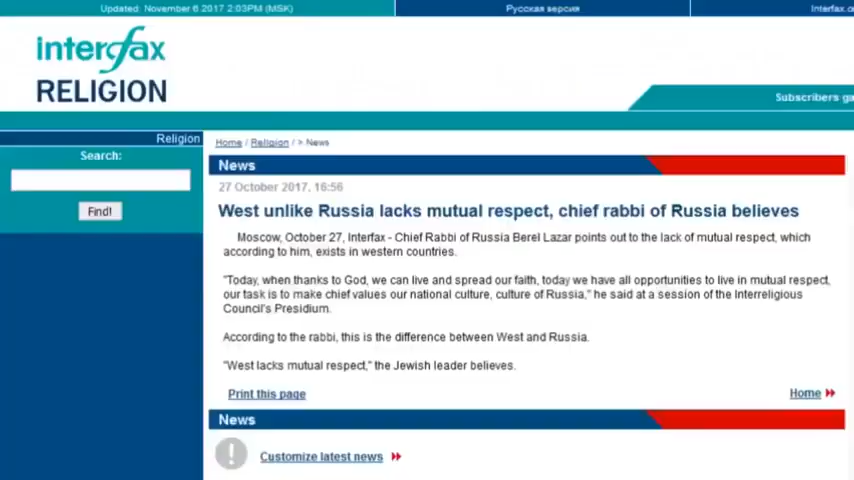 Updated: November 6 2017 2:03PM (MSK)
Русская версия
Interfax.
interfax
RELIGION
Subscribers
Religion
Search:
Find!
Home / Religion / > News
News
27 October 2017, 16:56
West unlike Russia lacks mutual respect, chief rabbi of Russia believes
Moscow, October 27, Interfax - Chief Rabbi of Russia Berel Lazar points out to the lack of mutual respect, which
according to him, exists in western countries.
"Today, when thanks to God, we can live and spread our faith, today we have all opportunities to live in mutual respect,
our task is to make chief values our national culture, culture of Russia," he said at a session of the Interreligious
Council's Presidium.
According to the rabbi, this is the difference between West and Russia.
"West lacks mutual respect," the Jewish leader believes.
Print this page
Home
News
Customize latest news